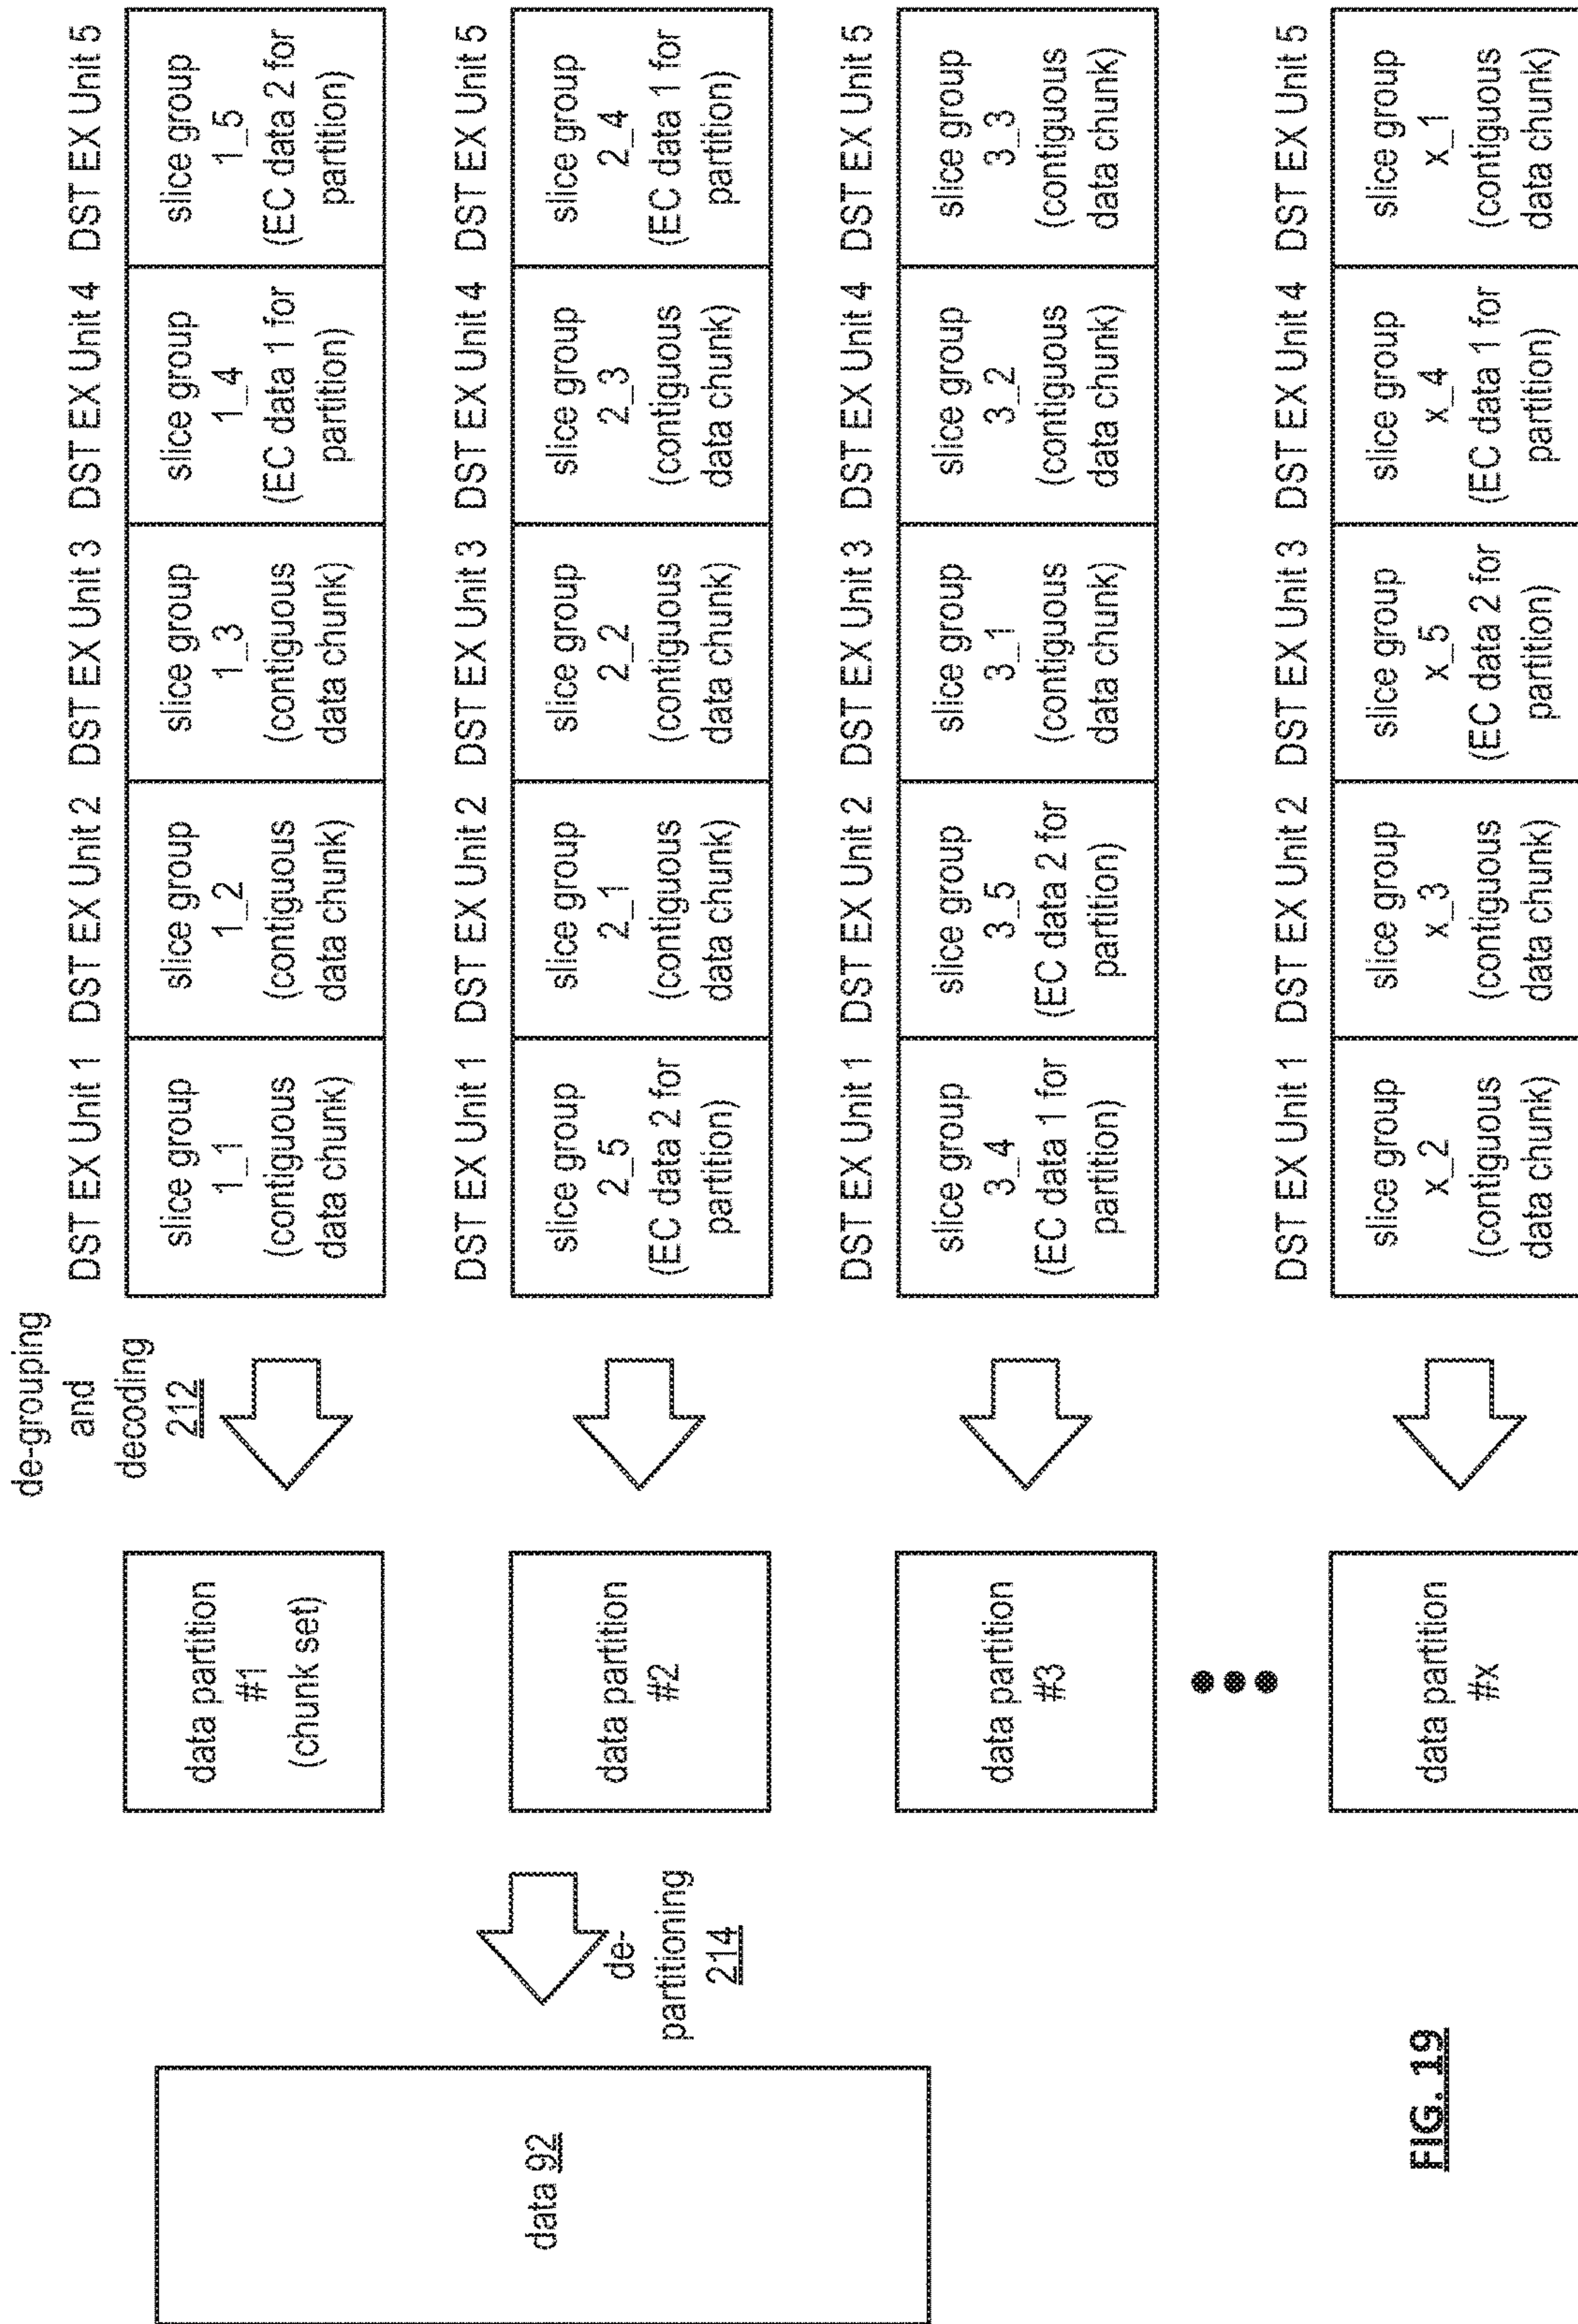 de-grouping
and
decoding
212
DST EX Unit 1
DST EX Unit 2
DST EX Unit 3
DST EX Unit 4
DST EX Unit 5
data partition
#1
(chunk set)
slice group
1_1
(contiguous
data chunk)
slice group
1_2
(contiguous
data chunk)
slice group
1_3
(contiguous
data chunk)
slice group
1_4
(EC data 1 for
partition)
slice group
1_5
(EC data 2 for
partition)
data 92
de-
partitioning
214
DST EX Unit 1
DST EX Unit 2
DST EX Unit 3
DST EX Unit 4
DST EX Unit 5
data partition
#2
slice group
2_5
(EC data 2 for
partition)
slice group
2_1
(contiguous
data chunk)
slice group
2_2
(contiguous
data chunk)
slice group
2_3
(contiguous
data chunk)
slice group
2_4
(EC data 1 for
partition)
DST EX Unit 1
DST EX Unit 2
DST EX Unit 3
DST EX Unit 4
DST EX Unit 5
data partition
#3
slice group
3_4
(EC data 1 for
partition)
slice group
3_5
(EC data 2 for
partition)
slice group
3_1
(contiguous
data chunk)
slice group
3_2
(contiguous
data chunk)
slice group
3_3
(contiguous
data chunk)
DST EX Unit 1
DST EX Unit 2
DST EX Unit 3
DST EX Unit 4
DST EX Unit 5
data partition
#x
slice group
x_2
(contiguous
data chunk)
slice group
x_3
(contiguous
data chunk)
slice group
x_5
(EC data 2 for
partition)
slice group
x_4
(EC data 1 for
partition)
slice group
x_1
(contiguous
data chunk)
FIG. 19